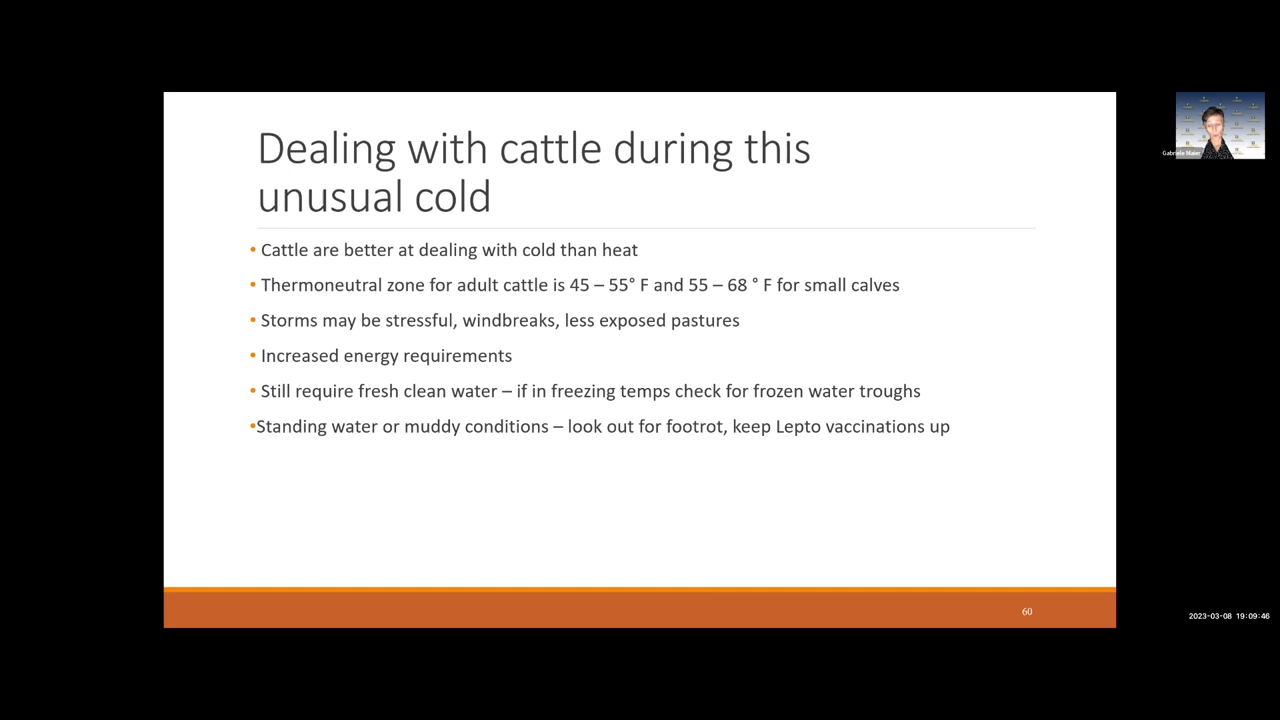 Dealing with cattle during this
unusual cold
• Cattle are better at dealing with cold than heat
• Thermoneutral zone for adult cattle is 45 – 55° F and 55 – 68 ° F for small calves
• Storms may be stressful, windbreaks, less exposed pastures
• Increased energy requirements
• Still require fresh clean water – if in freezing temps check for frozen water troughs
•Standing water or muddy conditions – look out for footrot, keep Lepto vaccinations up
60
Gabriele Maier
2023-03-08 19:09:46